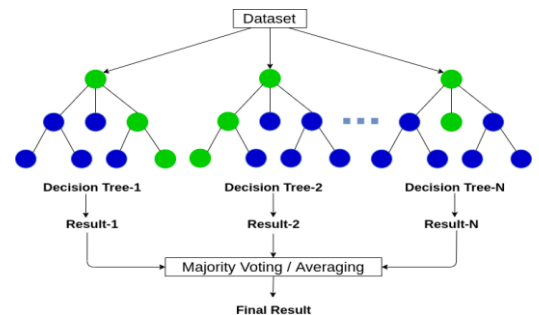 Dataset
Decision Tree-1 Decision Tree-2 Decision Tree-N
Result-1 Result-2 Result-N
Majority Voting / Averaging
Final Result